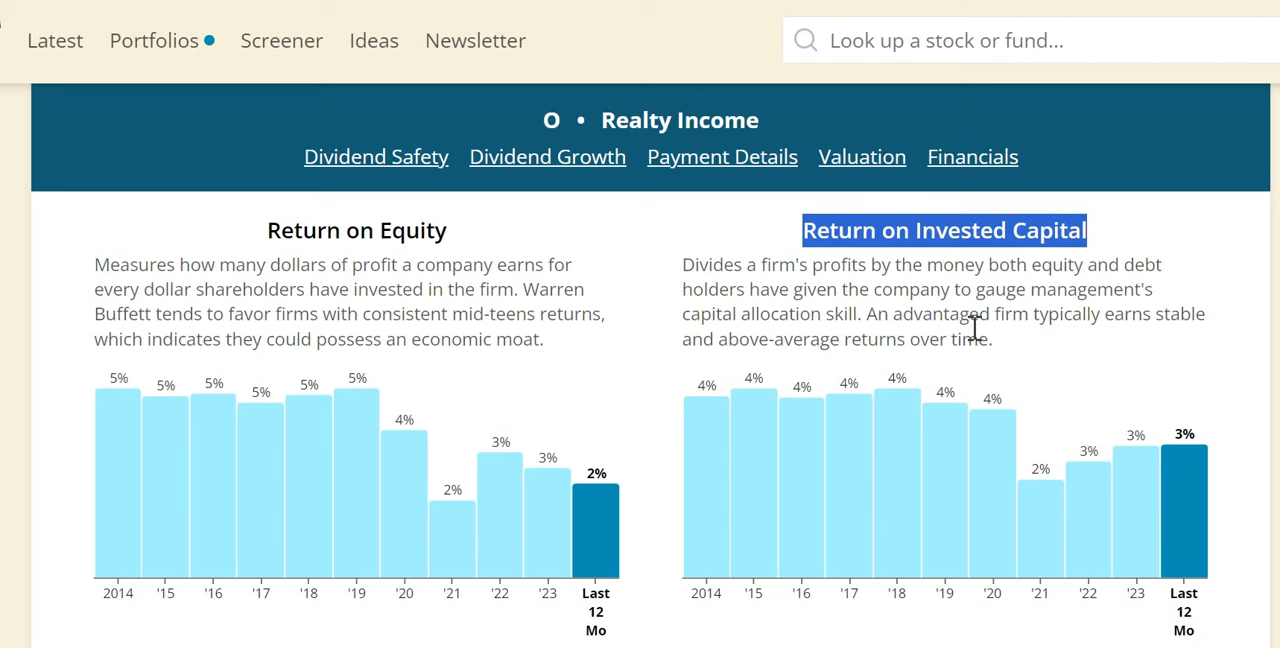 Latest Portfolios Screener Ideas Newsletter Look up a stock or fund...
O • Realty Income
Dividend Safety Dividend Growth Payment Details Valuation Financials
Return on Equity
Measures how many dollars of profit a company earns for
every dollar shareholders have invested in the firm. Warren
Buffett tends to favor firms with consistent mid-teens returns,
which indicates they could possess an economic moat.
5% 5% 5% 5% 5% 5% 4% 2% 3% 3% 2%
2014 '15 '16 '17 '18 '19 '20 '21 '22 '23 Last
12
Mo
Return on Invested Capital
Divides a firm's profits by the money both equity and debt
holders have given the company to gauge management's
capital allocation skill. An advantaged firm typically earns stable
and above-average returns over time.
4% 4% 4% 4% 4% 4% 4% 2% 3% 3% 3%
2014 '15 '16 '17 '18 '19 '20 '21 '22 '23 Last
12
Mo